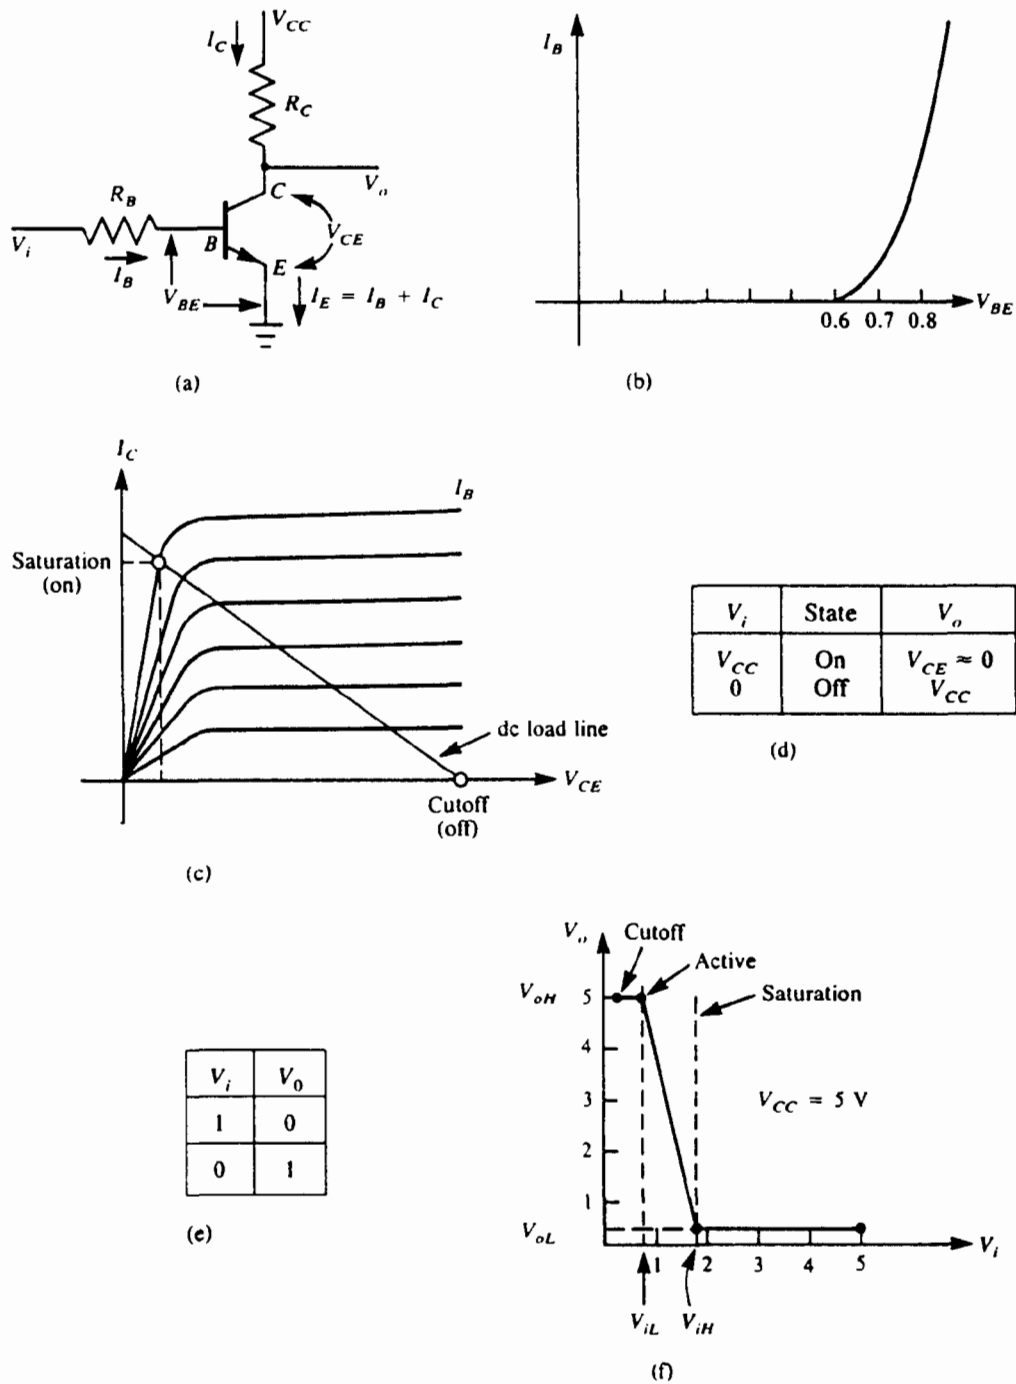 V_CC
I_C
R_C
C
V_o
R_B
V_i
B
V_CE
I_B
E
V_BE
I_E = I_B + I_C
(a)
I_B
0.6 0.7 0.8
V_BE
(b)
I_C
I_B
Saturation
(on)
dc load line
V_CE
Cutoff
(off)
(c)
V_i State V_o
V_CC On V_CE ≈ 0
0 Off V_CC
(d)
V_i V_0
1 0
0 1
(e)
V_o
Cutoff
Active
V_oH 5
Saturation
4
3
V_CC = 5 V
2
1
V_oL
1 2 3 4 5
V_i
V_iL V_iH
(f)